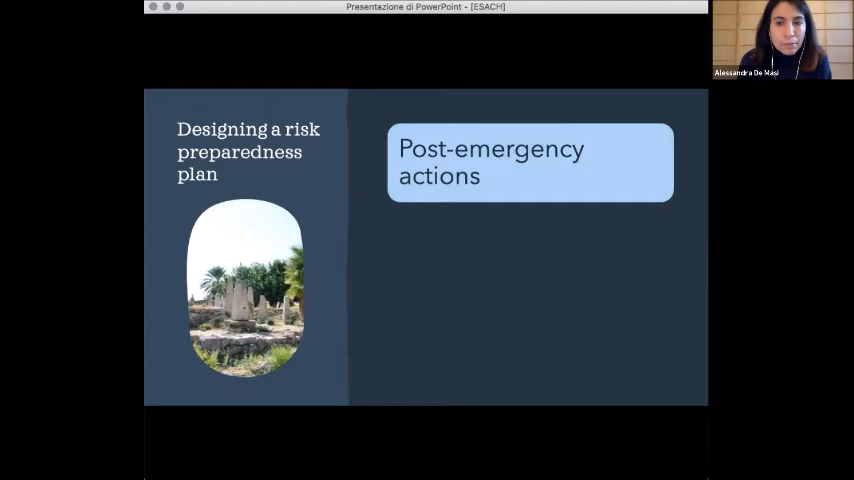 Presentazione di PowerPoint - [ESACH]
Alessandra De Masi
Designing a risk
preparedness
plan
Post-emergency
actions